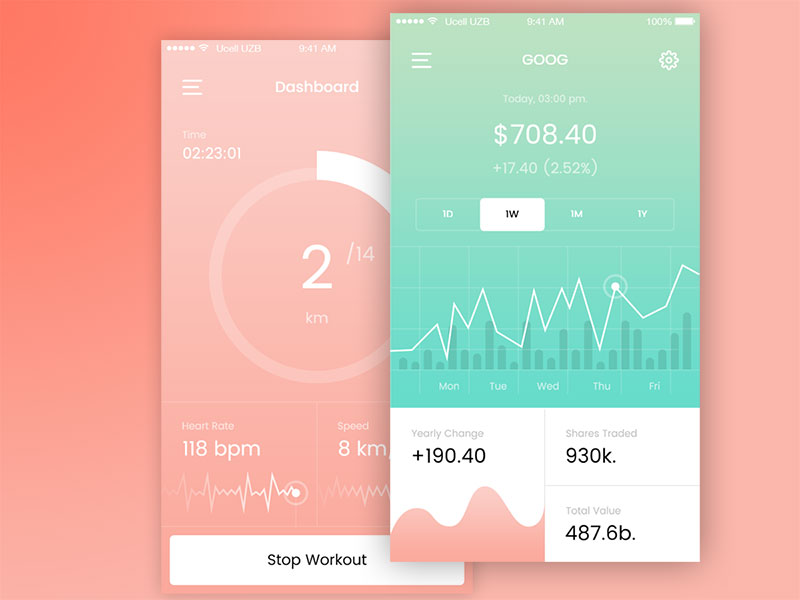 Ucell UZB 9:41 AM
Dashboard
Time
02:23:01
2 /14
km
Heart Rate
118 bpm
Speed
8 km
Stop Workout
Ucell UZB 9:41 AM 100%
GOOG
Today, 03:00 pm.
$708.40
+17.40 (2.52%)
1D 1W 1M 1Y
Mon Tue Wed Thu Fri
Yearly Change
+190.40
Shares Traded
930k.
Total Value
487.6b.